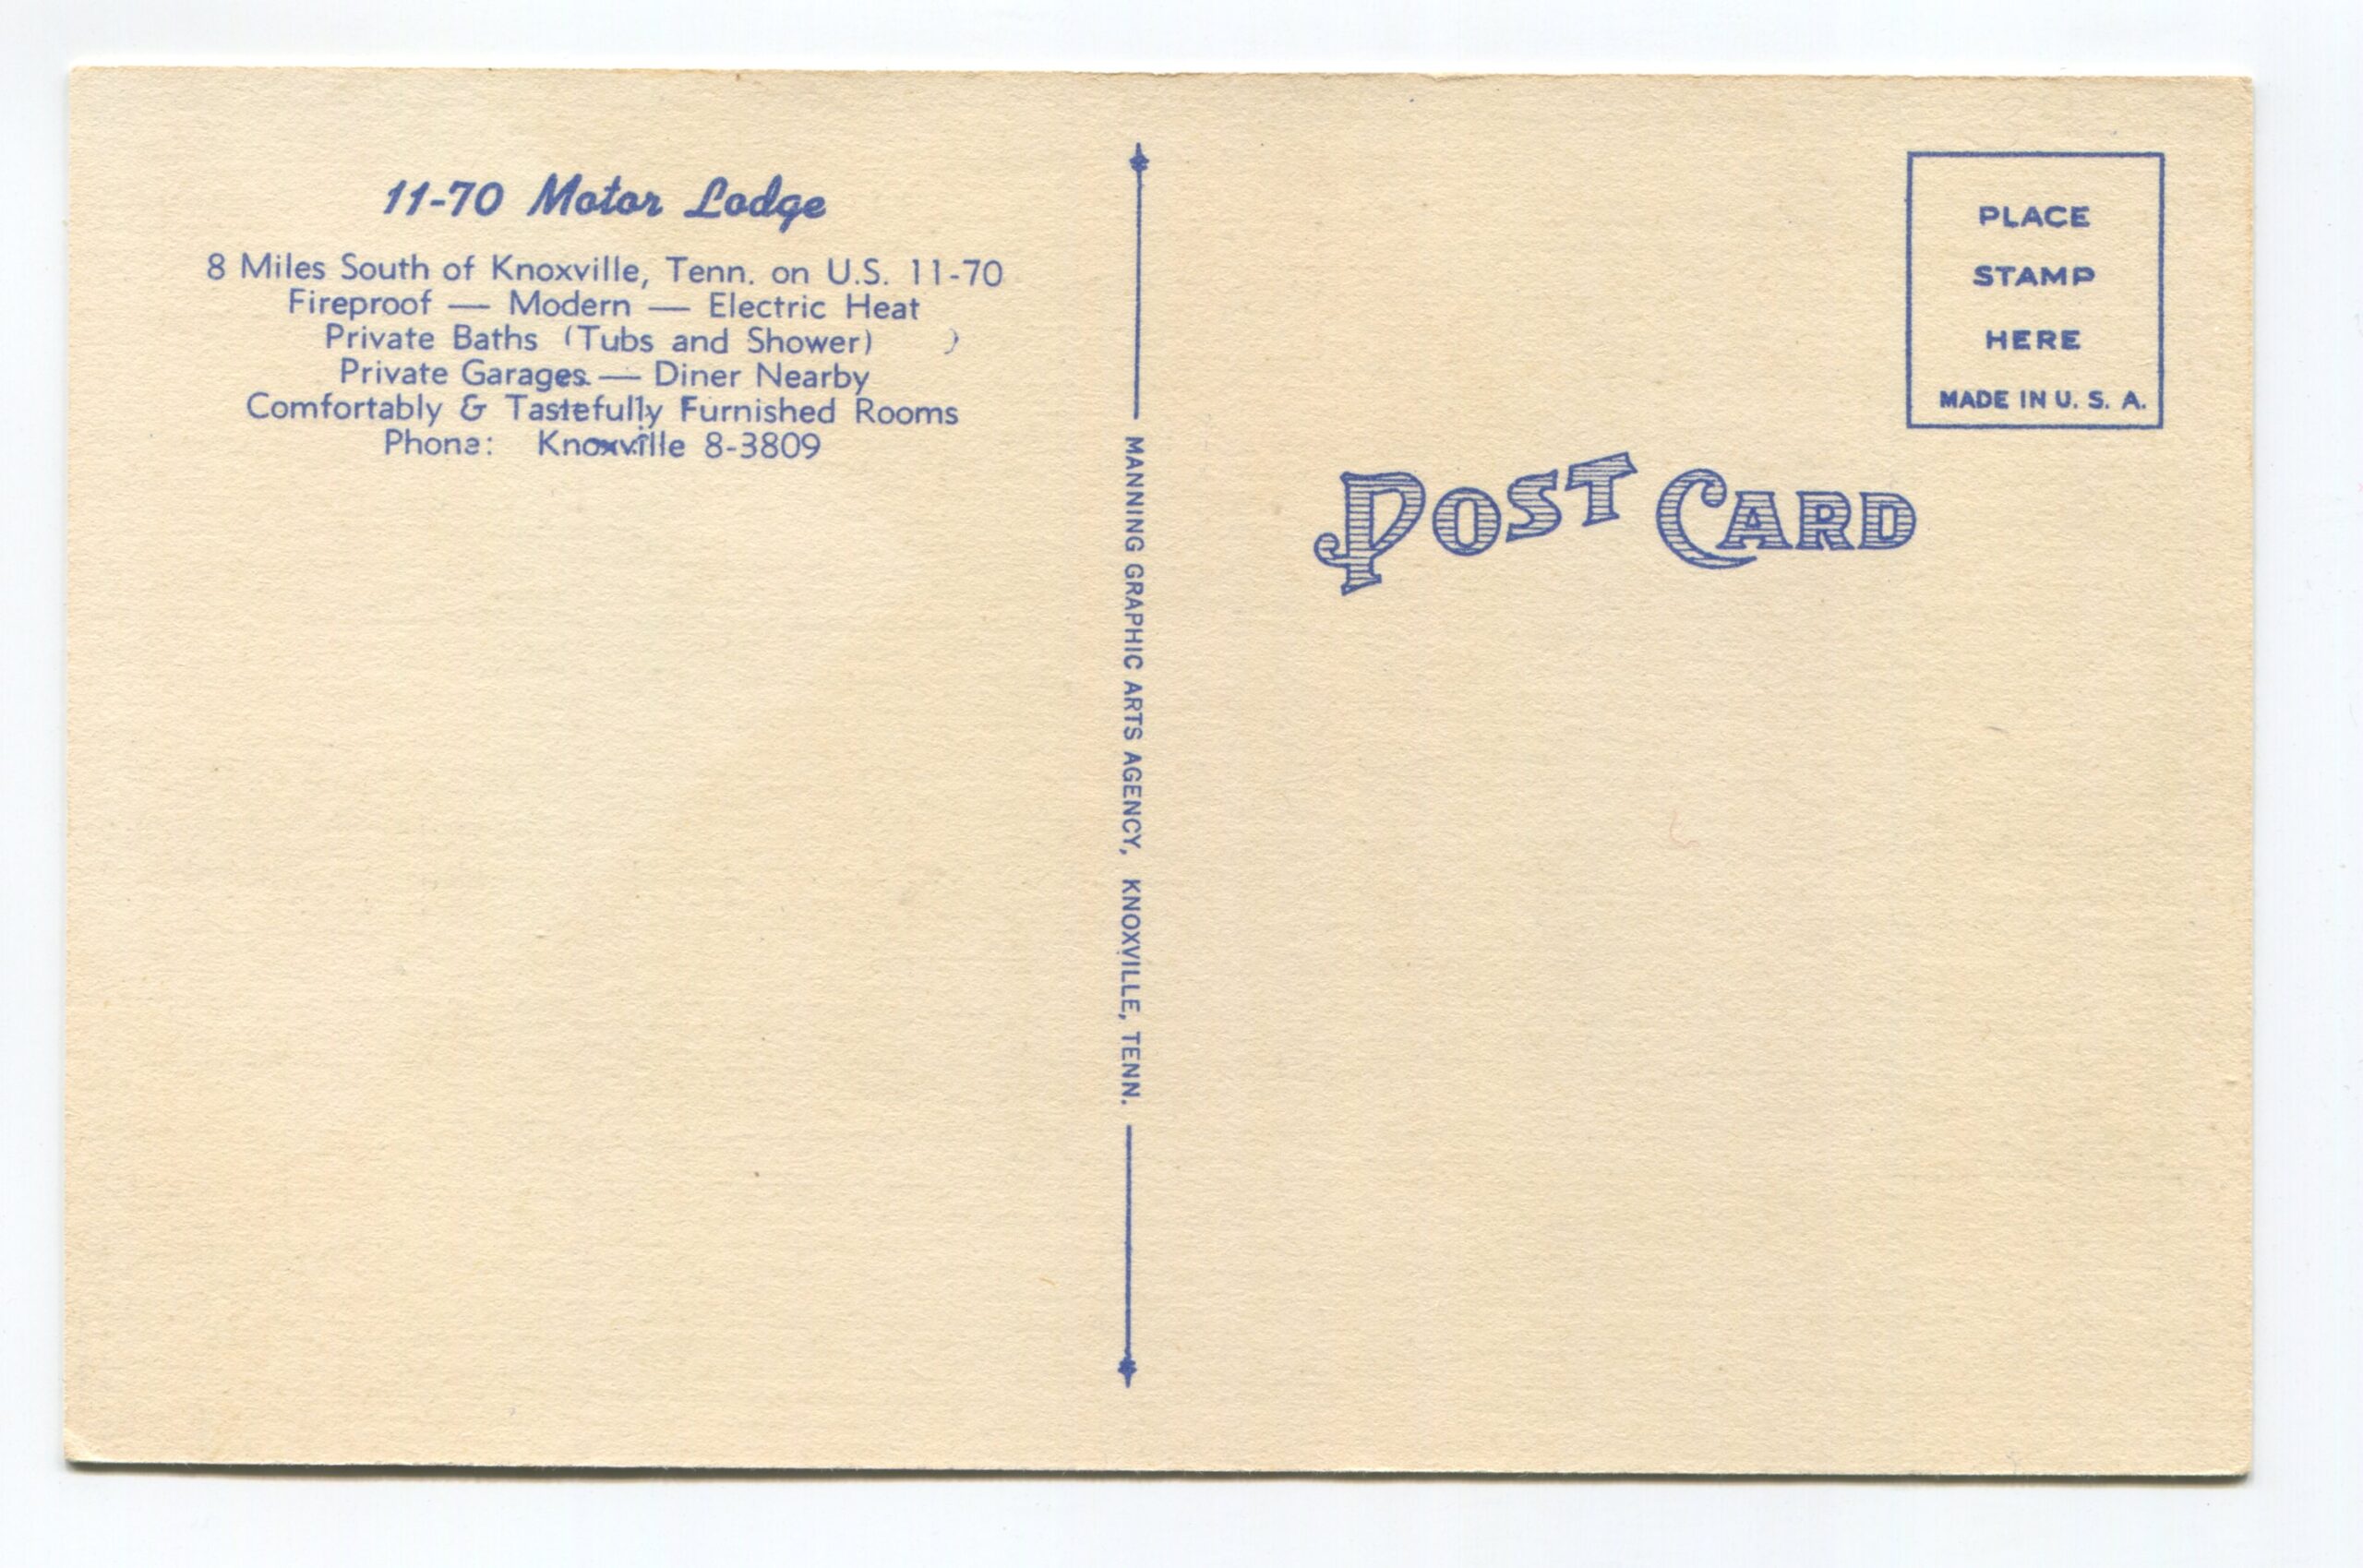 11-70 Motor Lodge
8 Miles South of Knoxville, Tenn. on U.S. 11-70
Fireproof — Modern — Electric Heat
Private Baths (Tubs and Shower) )
Private Garages — Diner Nearby
Comfortably & Tastefully Furnished Rooms
Phone: Knoxville 8-3809
MANNING GRAPHIC ARTS AGENCY, KNOXVILLE, TENN.
PLACE
STAMP
HERE
MADE IN U. S. A.
POST CARD